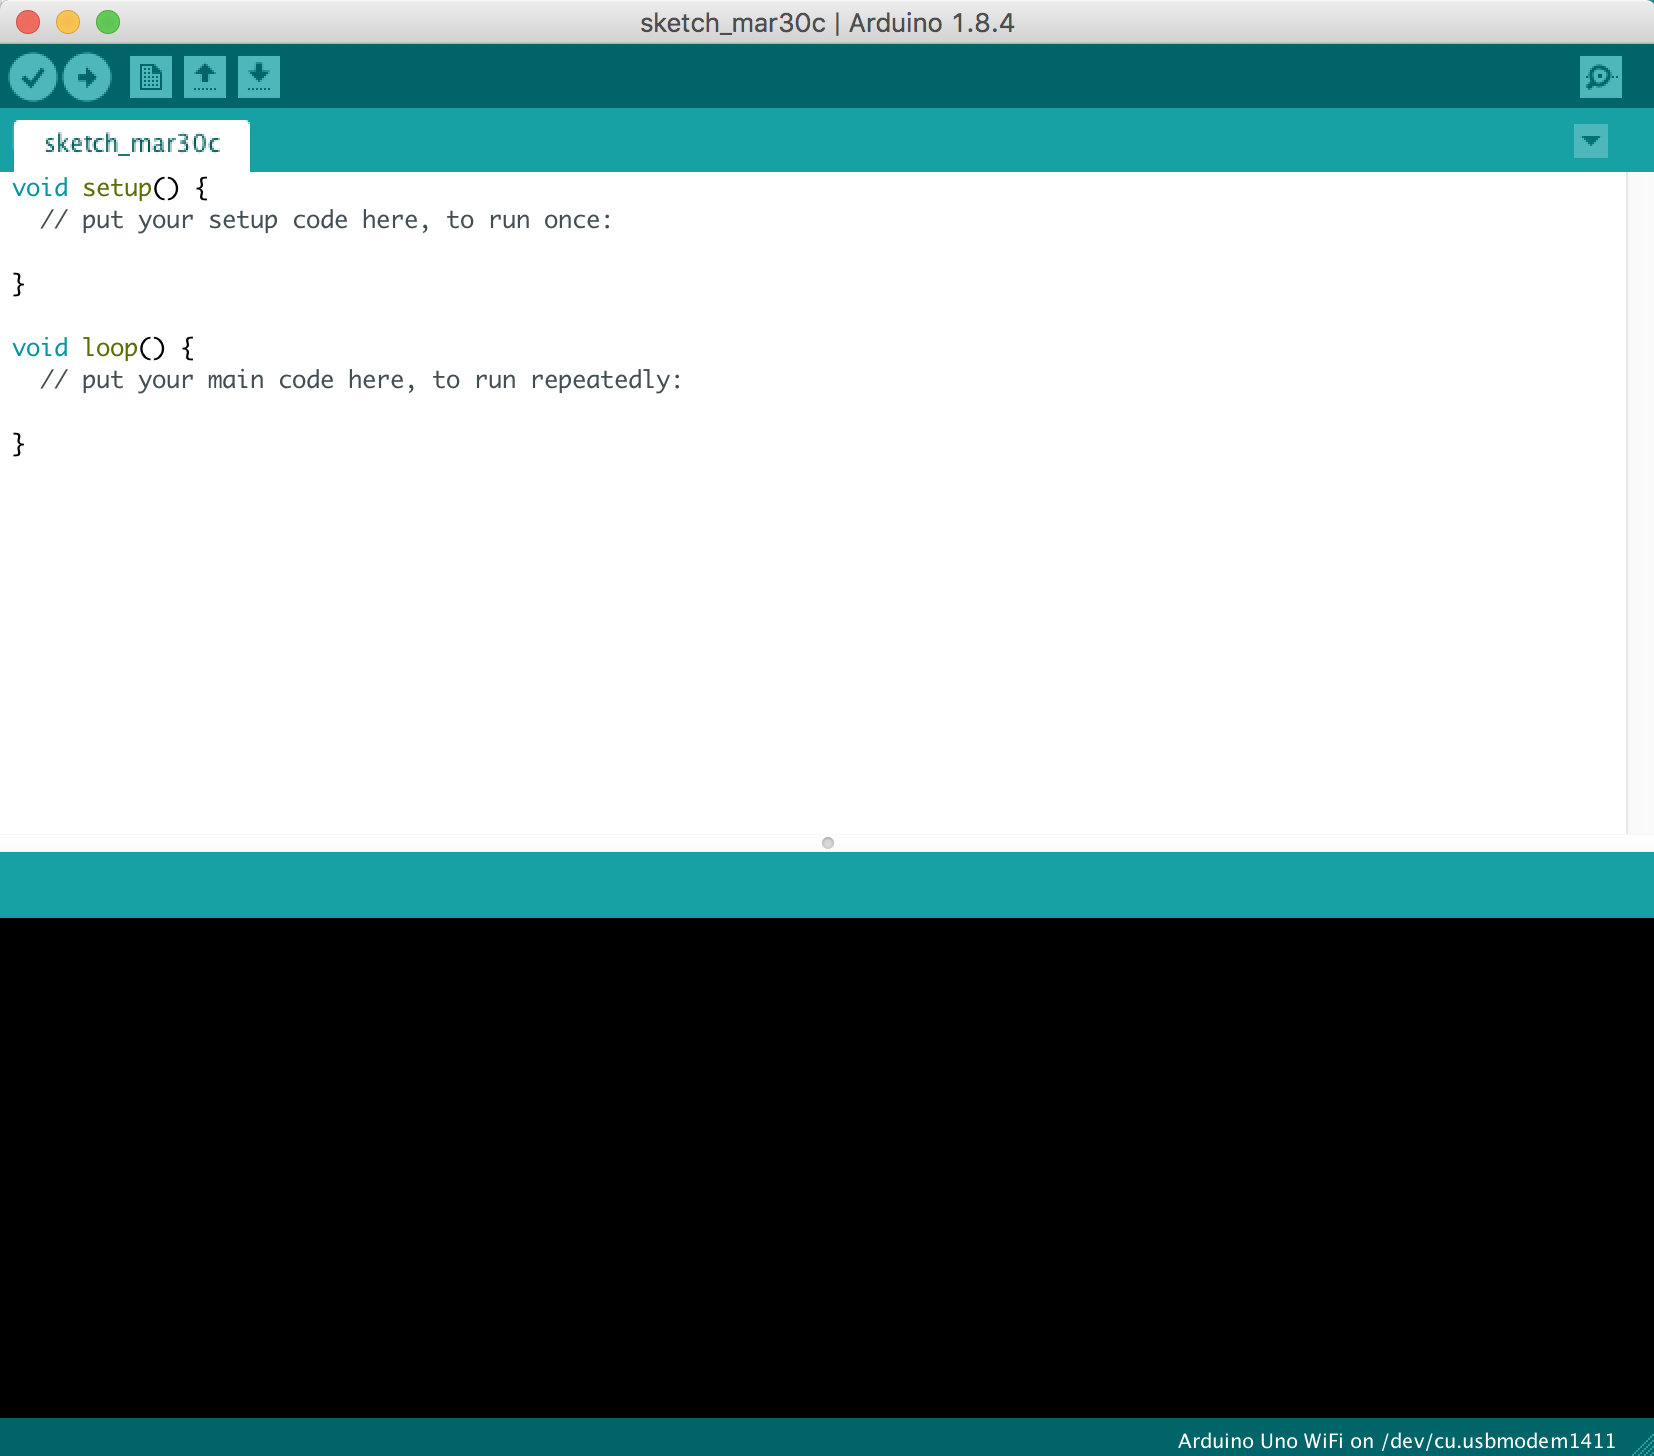 sketch_mar30c | Arduino 1.8.4
sketch_mar30c
void setup() {
  // put your setup code here, to run once:
}
void loop() {
  // put your main code here, to run repeatedly:
}
Arduino Uno WiFi on /dev/cu.usbmodem1411